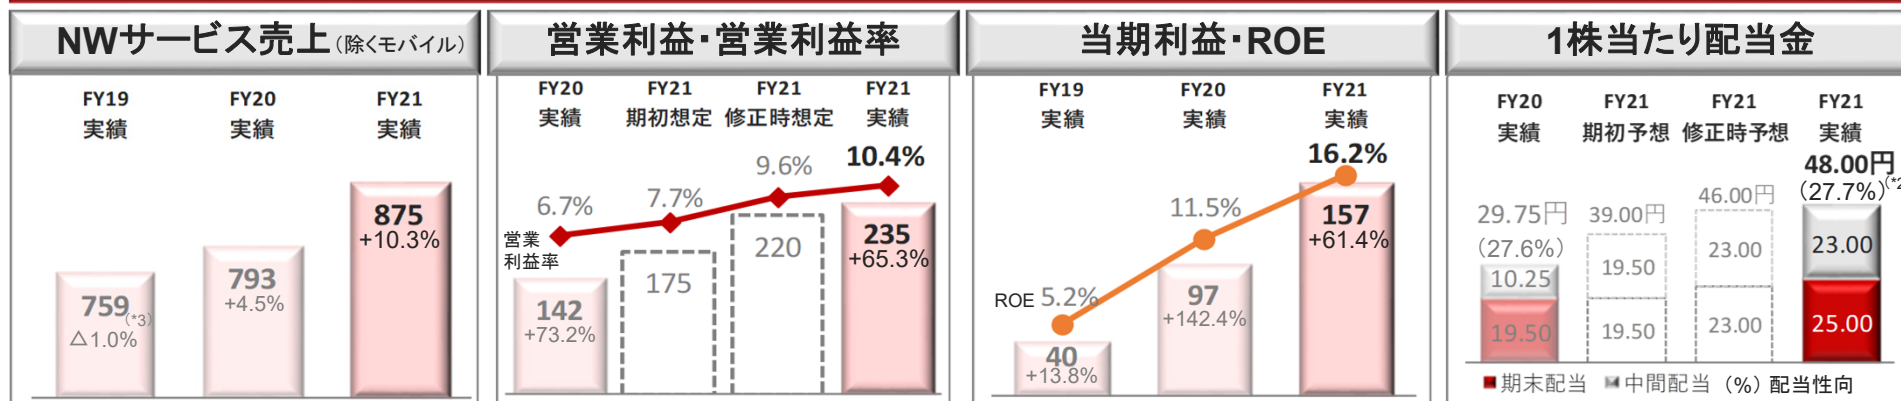 NWサービス売上(除くモバイル)
FY19
実績
FY20
実績
FY21
実績
759(*3)
△1.0%
793
+4.5%
875
+10.3%
営業利益・営業利益率
FY20
実績
FY21
期初想定
FY21
修正時想定
FY21
実績
6.7%
7.7%
9.6%
10.4%
営業
利益率
142
+73.2%
175
220
235
+65.3%
当期利益・ROE
FY19
実績
FY20
実績
FY21
実績
ROE 5.2%
11.5%
16.2%
40
+13.8%
97
+142.4%
157
+61.4%
1株当たり配当金
FY20
実績
FY21
期初予想
FY21
修正時予想
FY21
実績
29.75円
(27.6%)
10.25
19.50
39.00円
19.50
19.50
46.00円
23.00
23.00
48.00円
(27.7%)(*2
23.00
25.00
期末配当 中間配当 (%) 配当性向